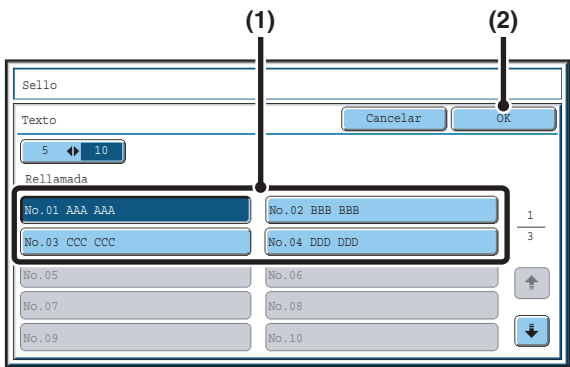 (1) (2)
Sello
Texto Cancelar OK
5 10
Rellamada
No.01 AAA AAA No.02 BBB BBB 1
No.03 CCC CCC No.04 DDD DDD 3
No.05 No.06
No.07 No.08
No.09 No.10